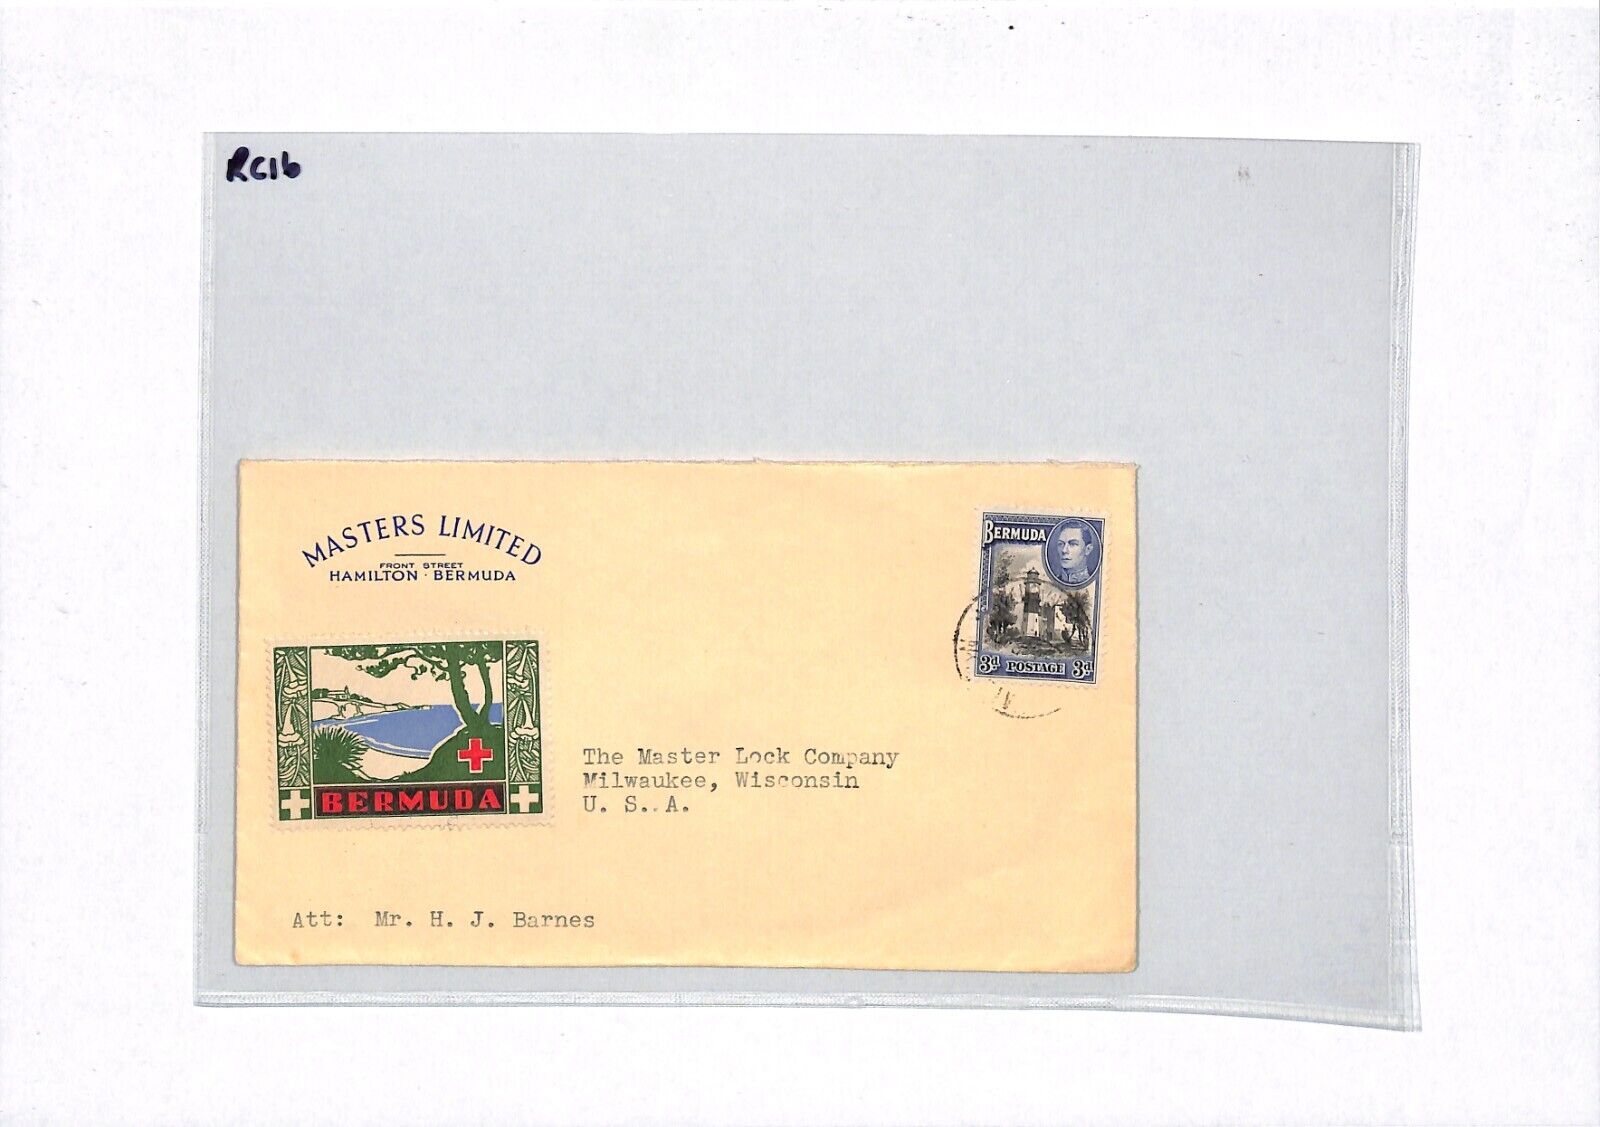 RC16
MASTERS LIMITED
FRONT STREET
HAMILTON · BERMUDA
BERMUDA
3d POSTAGE 3d
BERMUDA
The Master Lock Company
Milwaukee, Wisconsin
U. S. A.
Att: Mr. H. J. Barnes